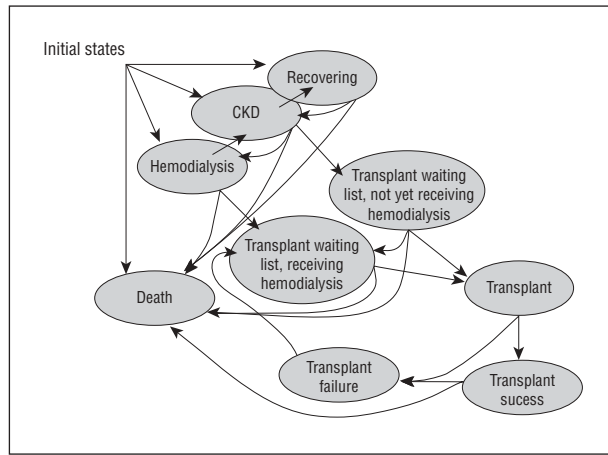 Initial states
Recovering
CKD
Hemodialysis
Transplant waiting
list, not yet receiving
hemodialysis
Transplant waiting
list, receiving
hemodialysis
Death
Transplant
Transplant
failure
Transplant
sucess